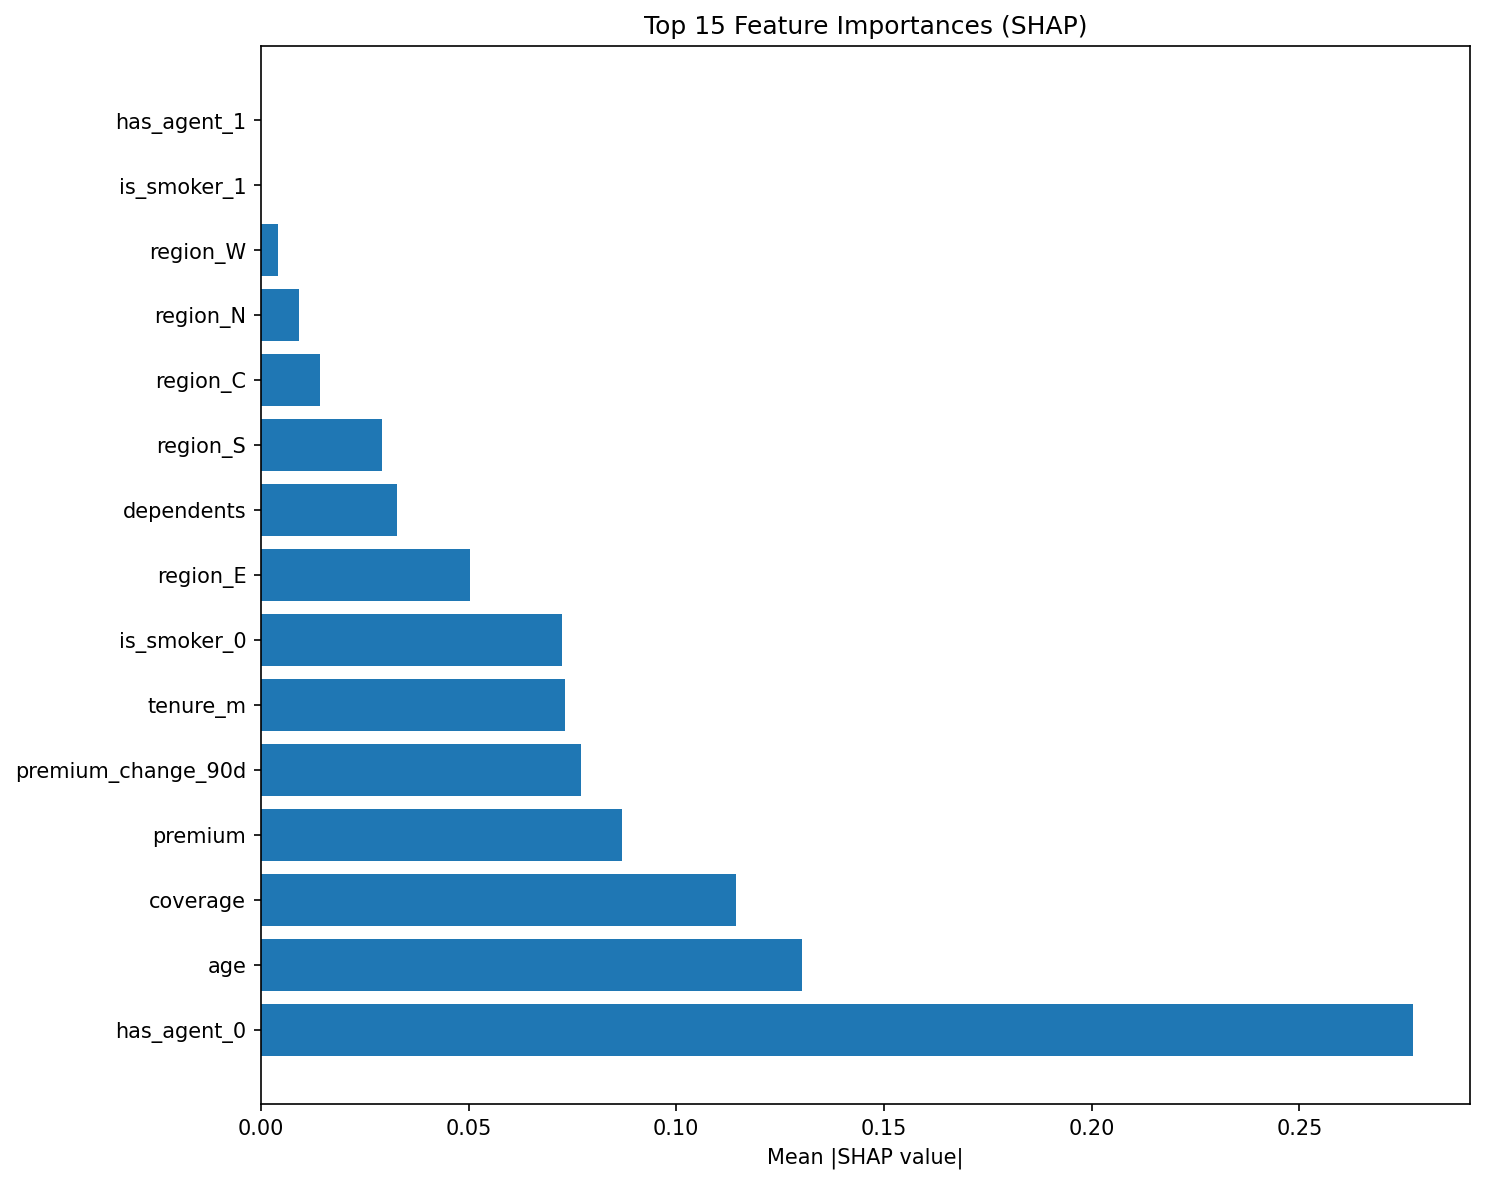 Top 15 Feature Importances (SHAP)
has_agent_1
is_smoker_1
region_W
region_N
region_C
region_S
dependents
region_E
is_smoker_0
tenure_m
premium_change_90d
premium
coverage
age
has_agent_0
0.00 0.05 0.10 0.15 0.20 0.25
Mean |SHAP value|